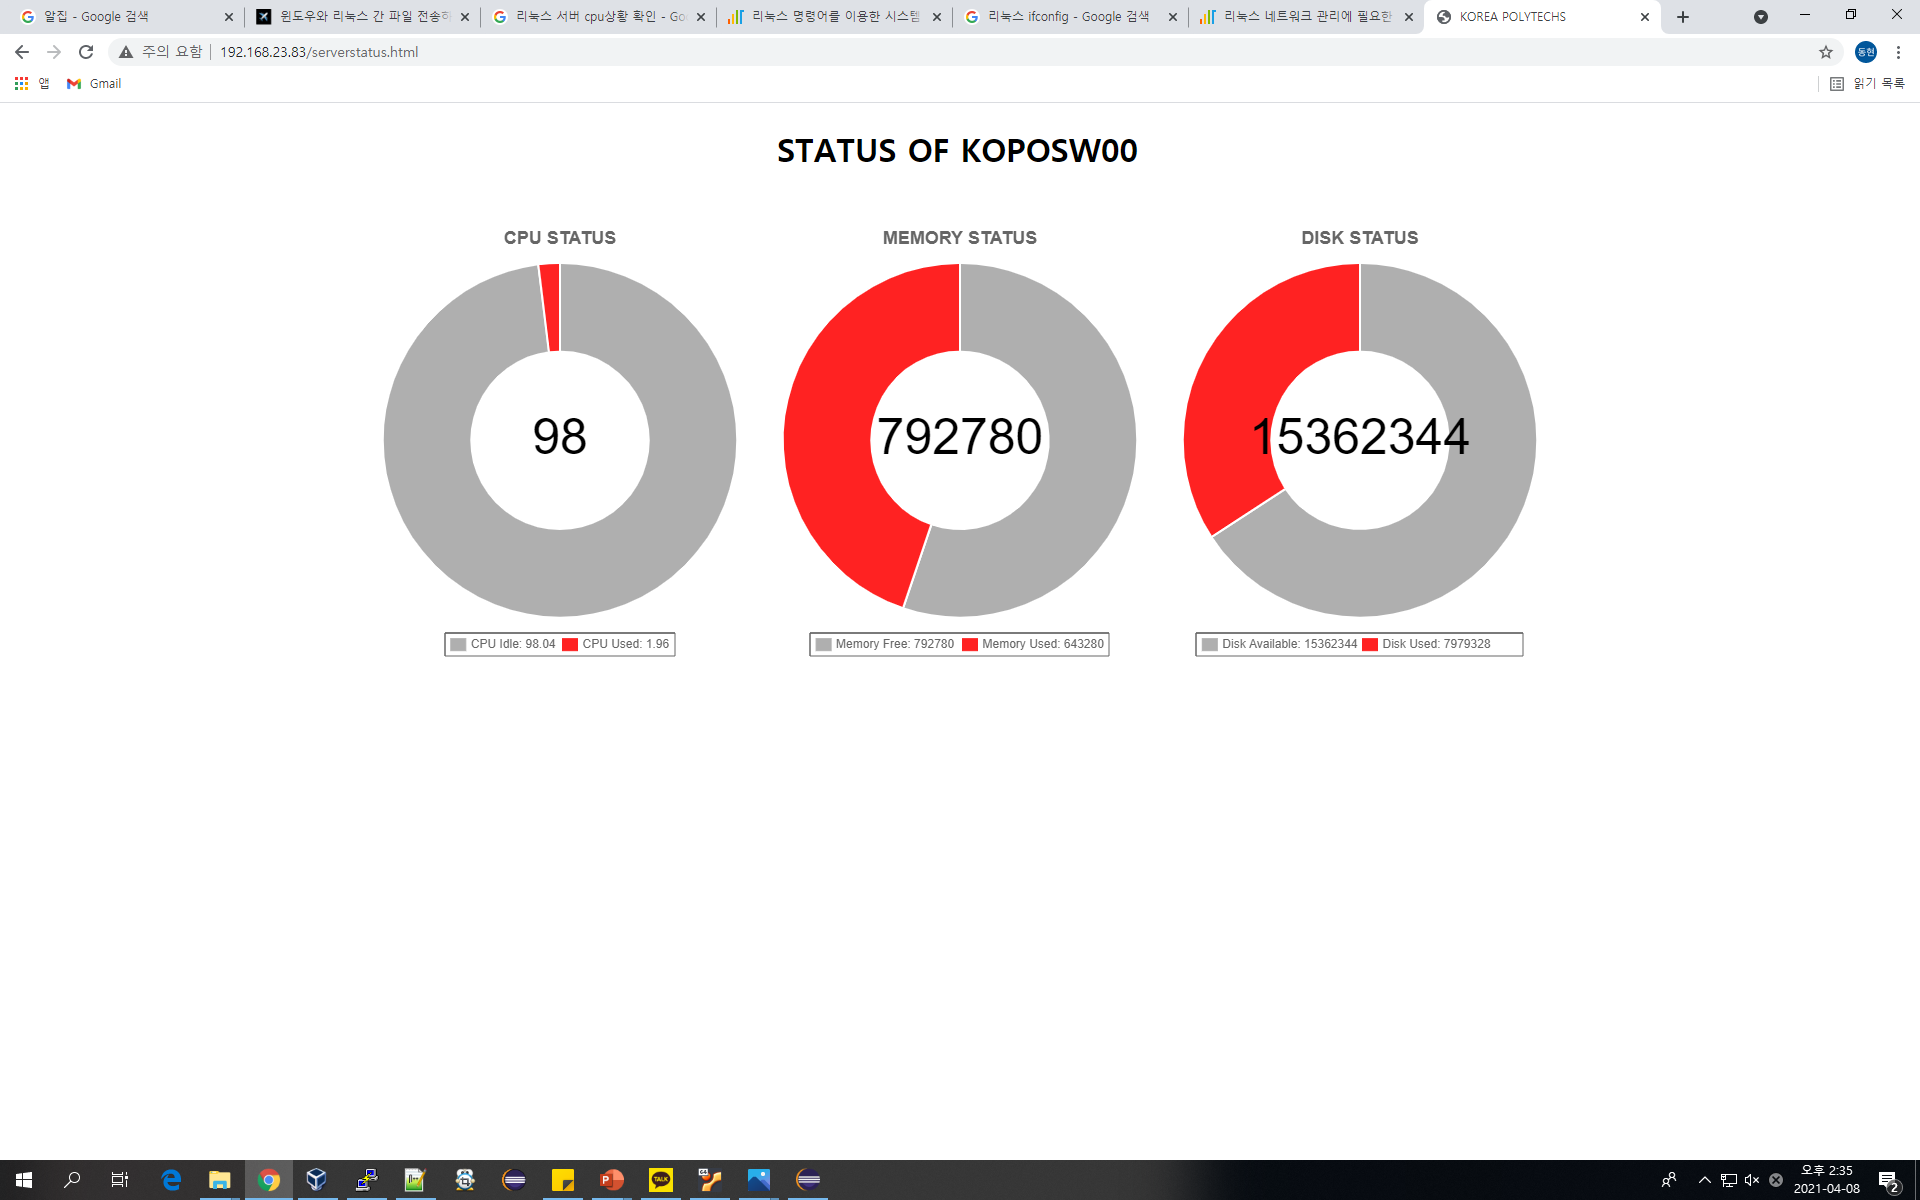 알집 - Google 검색
윈도우와 리눅스 간 파일 전송하
리눅스 서버 cpu상황 확인 - Go
리눅스 명령어를 이용한 시스템
리눅스 ifconfig - Google 검색
리눅스 네트워크 관리에 필요한
KOREA POLYTECHS
주의 요함 | 192.168.23.83/serverstatus.html
동현
앱 Gmail 읽기 목록
STATUS OF KOPOSW00
CPU STATUS MEMORY STATUS DISK STATUS
98 792780 15362344
CPU Idle: 98.04 CPU Used: 1.96 Memory Free: 792780 Memory Used: 643280 Disk Available: 15362344 Disk Used: 7979328
TALK
오후 2:35
2021-04-08
2